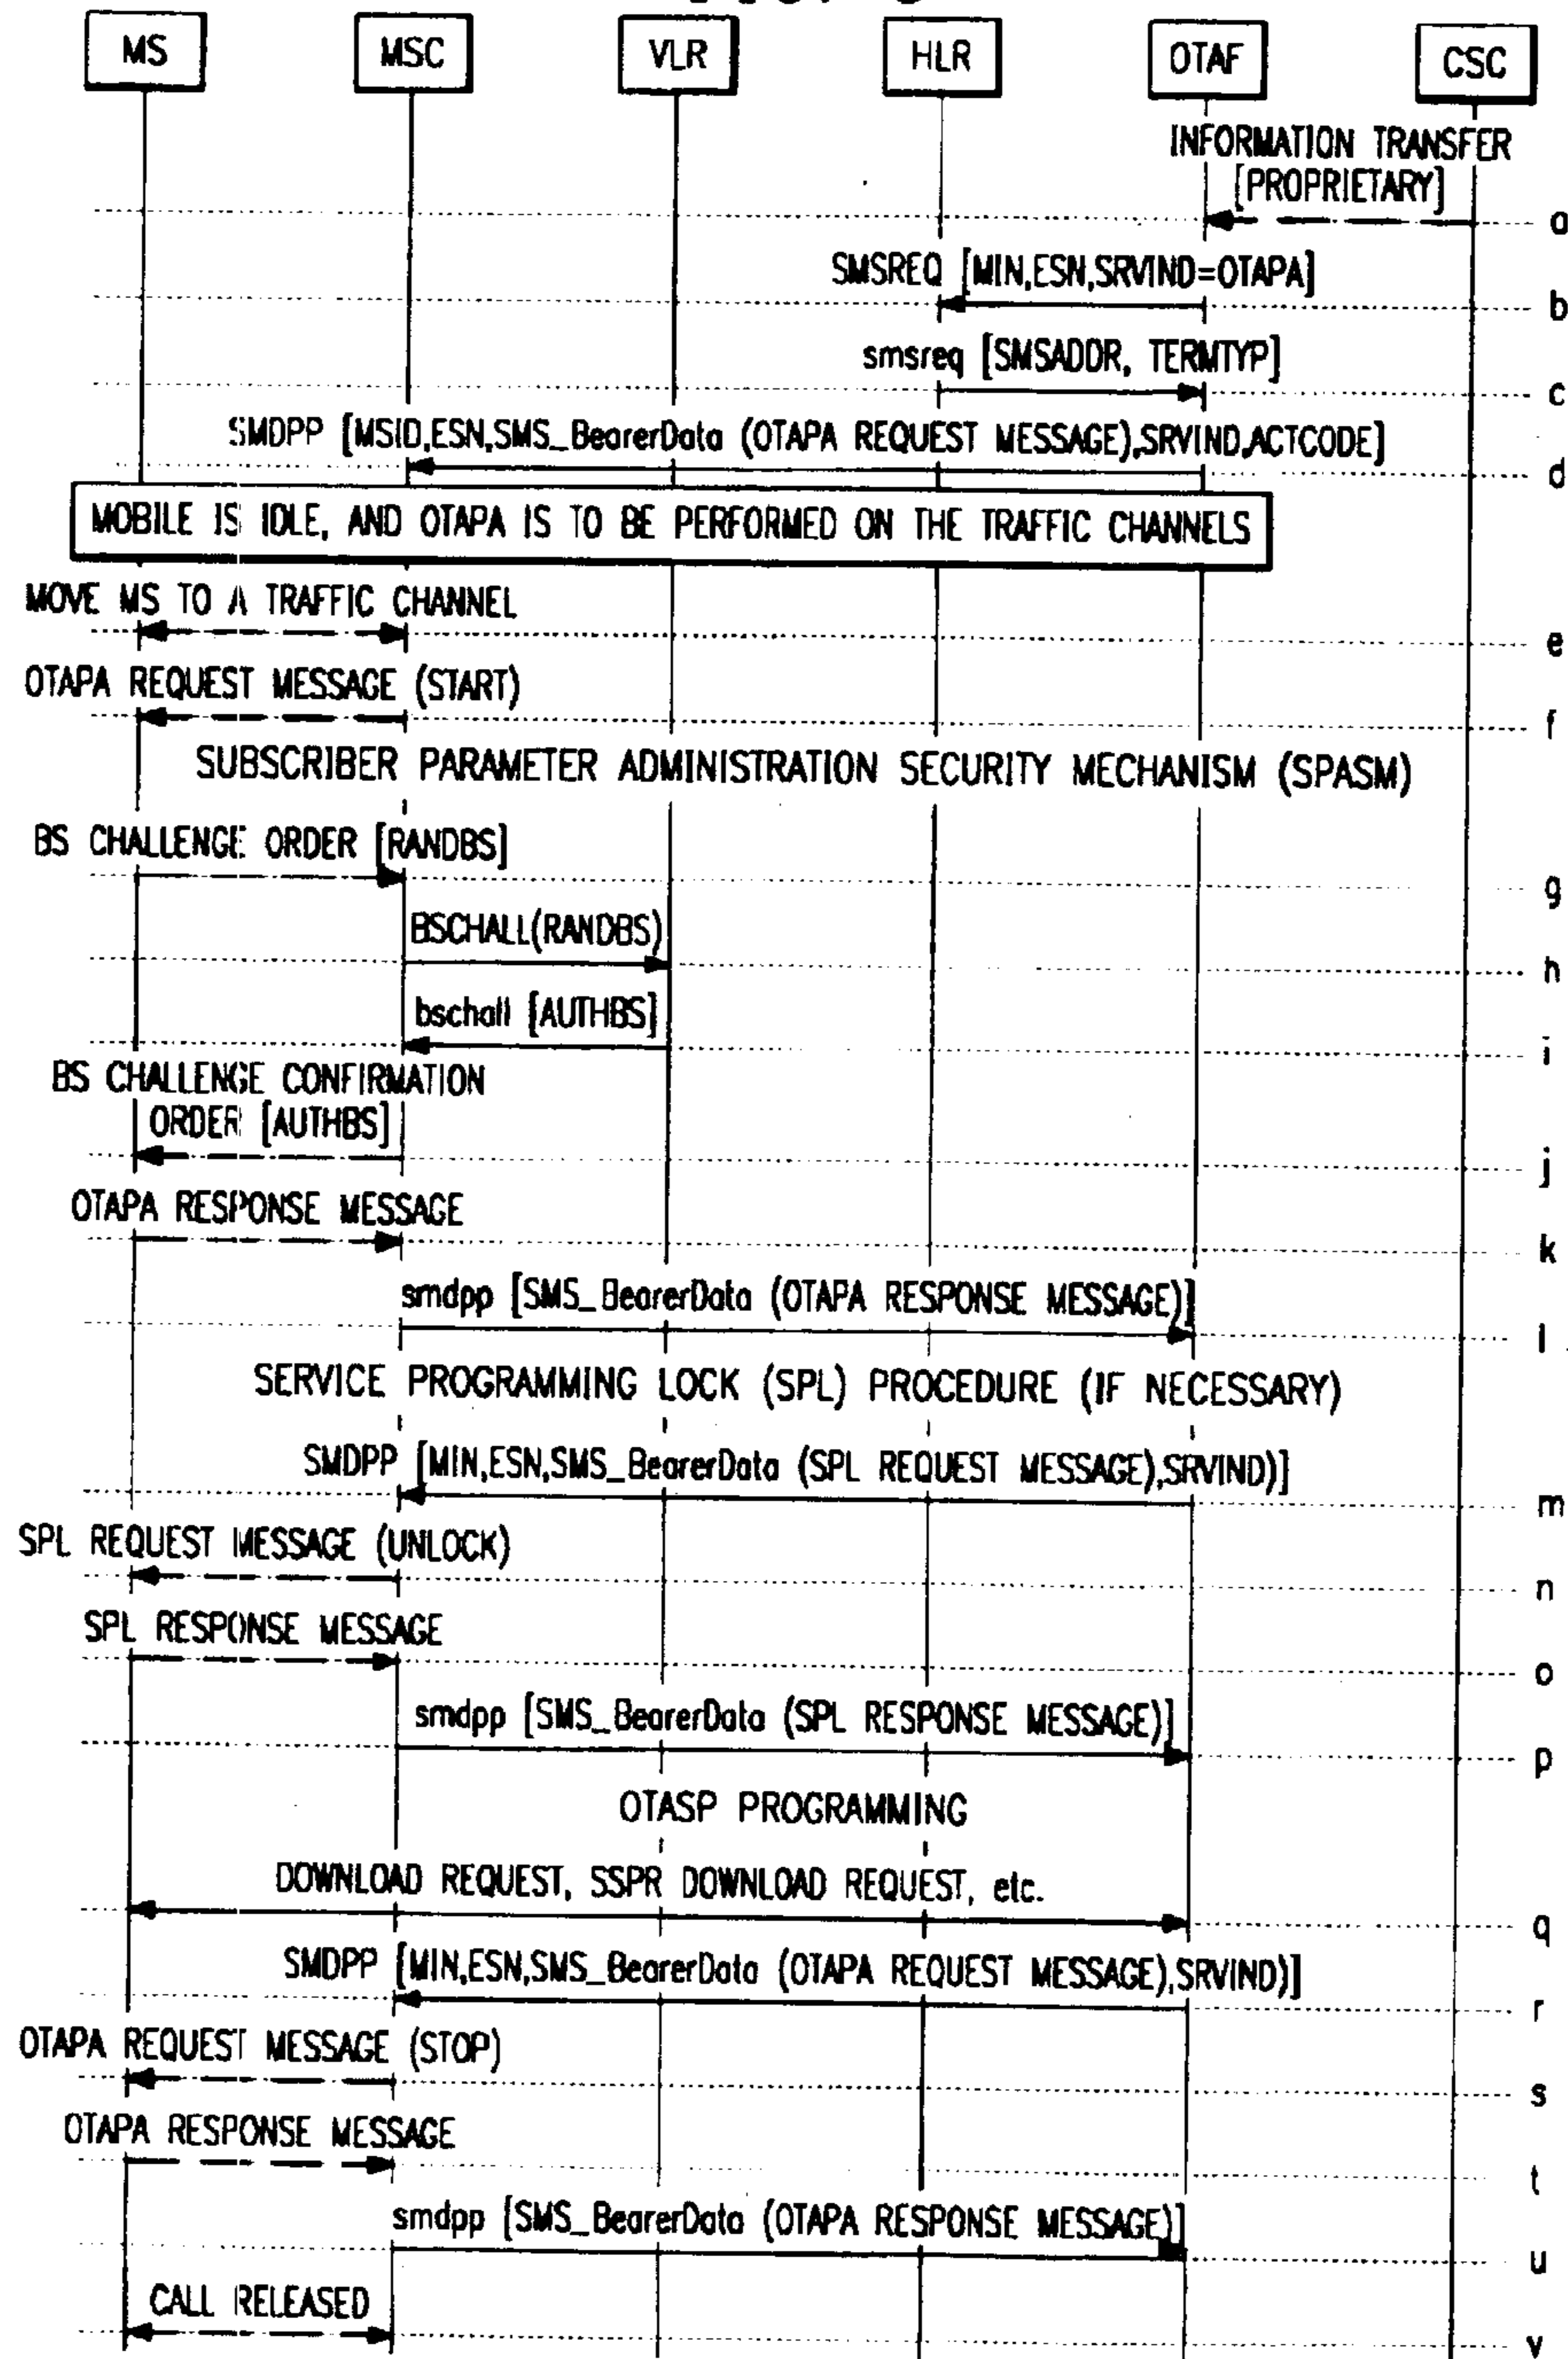 MS MSC VLR HLR OTAF CSC
INFORMATION TRANSFER
[PROPRIETARY]
a
SMSREQ [MIN,ESN,SRVIND=OTAPA]
b
smsreq [SMSADDR, TERMTYP]
c
SMDPP [MSID,ESN,SMS_BearerData (OTAPA REQUEST MESSAGE),SRVIND,ACTCODE]
d
MOBILE IS IDLE, AND OTAPA IS TO BE PERFORMED ON THE TRAFFIC CHANNELS
MOVE MS TO A TRAFFIC CHANNEL
e
OTAPA REQUEST MESSAGE (START)
f
SUBSCRIBER PARAMETER ADMINISTRATION SECURITY MECHANISM (SPASM)
BS CHALLENGE ORDER [RANDBS]
g
BSCHALL(RANDBS)
h
bschall [AUTHBS]
i
BS CHALLENGE CONFIRMATION
ORDER [AUTHBS]
j
OTAPA RESPONSE MESSAGE
k
smdpp [SMS_BearerData (OTAPA RESPONSE MESSAGE)]
l
SERVICE PROGRAMMING LOCK (SPL) PROCEDURE (IF NECESSARY)
SMDPP [MIN,ESN,SMS_BearerData (SPL REQUEST MESSAGE),SRVIND)]
m
SPL REQUEST MESSAGE (UNLOCK)
n
SPL RESPONSE MESSAGE
o
smdpp [SMS_BearerData (SPL RESPONSE MESSAGE)]
p
OTASP PROGRAMMING
DOWNLOAD REQUEST, SSPR DOWNLOAD REQUEST, etc.
q
SMDPP [MIN,ESN,SMS_BearerData (OTAPA REQUEST MESSAGE),SRVIND)]
r
OTAPA REQUEST MESSAGE (STOP)
s
OTAPA RESPONSE MESSAGE
t
smdpp [SMS_BearerData (OTAPA RESPONSE MESSAGE)]
u
CALL RELEASED
v